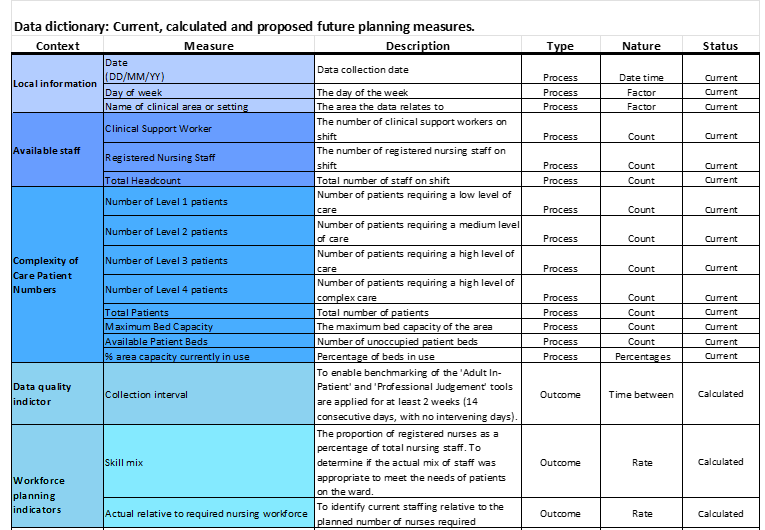 Data dictionary: Current, calculated and proposed future planning measures.
Context Measure Description Type Nature Status
Local information
Date
(DD/MM/YY) Data collection date Process Date time Current
Day of week The day of the week Process Factor Current
Name of clinical area or setting The area the data relates to Process Factor Current
Available staff
Clinical Support Worker The number of clinical support workers on
shift Process Count Current
Registered Nursing Staff The number of registered nursing staff on
shift Process Count Current
Total Headcount Total number of staff on shift Process Count Current
Complexity of
Care Patient
Numbers
Number of Level 1 patients Number of patients requiring a low level of
care Process Count Current
Number of Level 2 patients Number of patients requiring a medium level
of care Process Count Current
Number of Level 3 patients Number of patients requiring a high level of
care Process Count Current
Number of Level 4 patients Number of patients requiring a high level of
complex care Process Count Current
Total Patients Total number of patients Process Count Current
Maximum Bed Capacity The maximum bed capacity of the area Process Count Current
Available Patient Beds Number of unoccupied patient beds Process Count Current
% area capacity currently in use Percentage of beds in use Process Percentages Current
Data quality
indictor
Collection interval
To enable benchmarking of the 'Adult In-
Patient' and 'Professional Judgement' tools
are applied for at least 2 weeks (14
consecutive days, with no intervening days).
Outcome Time between Calculated
Workforce
planning
indicators
Skill mix
The proportion of registered nurses as a
percentage of total nursing staff. To
determine if the actual mix of staff was
appropriate to meet the needs of patients
on the ward.
Outcome Rate Calculated
Actual relative to required nursing workforce
To identify current staffing relative to the
planned number of nurses required
Outcome Rate Calculated